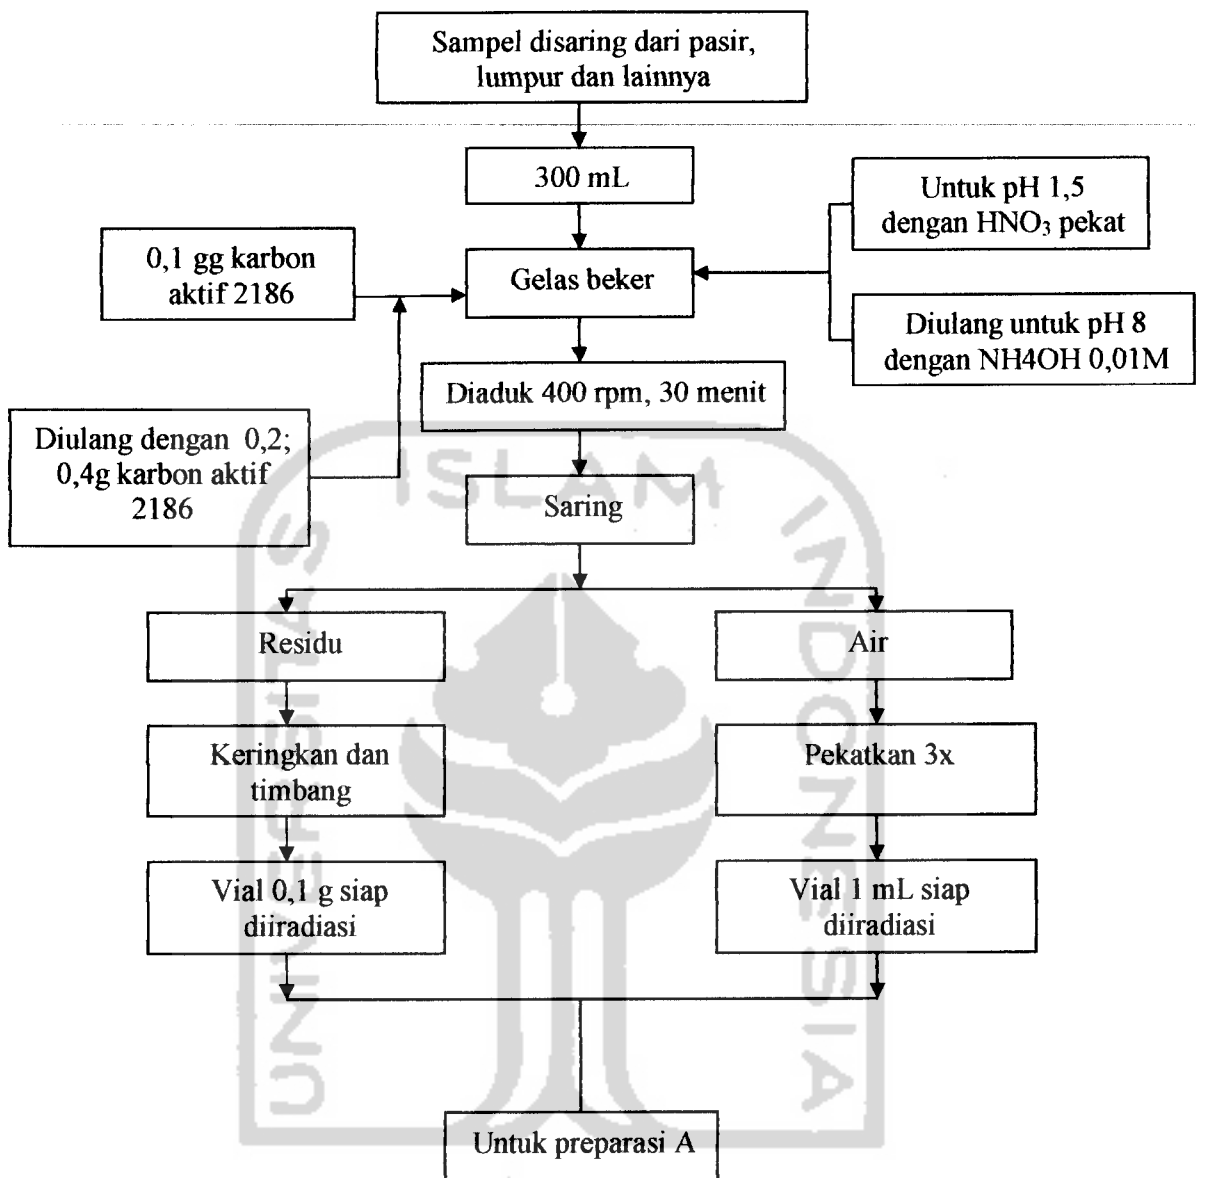 Sampel disaring dari pasir,
lumpur dan lainnya
300 mL
Untuk pH 1,5
dengan HNO₃ pekat
0,1 gg karbon
aktif 2186
Gelas beker
Diulang untuk pH 8
dengan NH4OH 0,01M
Diaduk 400 rpm, 30 menit
Diulang dengan 0,2;
0,4g karbon aktif
2186
Saring
Residu
Air
Keringkan dan
timbang
Pekatkan 3x
Vial 0,1 g siap
diiradiasi
Vial 1 mL siap
diiradiasi
Untuk preparasi A
UNIVERSITAS
ISLAM
INDONESIA